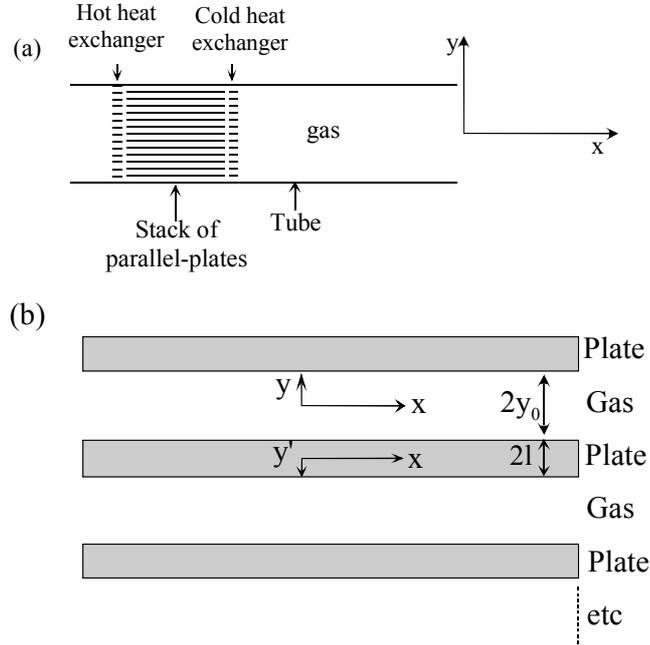 (a)
Hot heat
exchanger
Cold heat
exchanger
y
x
gas
Stack of
parallel-plates
Tube
(b)
Plate
y
x
2y₀
Gas
y'
x
2l
Plate
Gas
Plate
etc